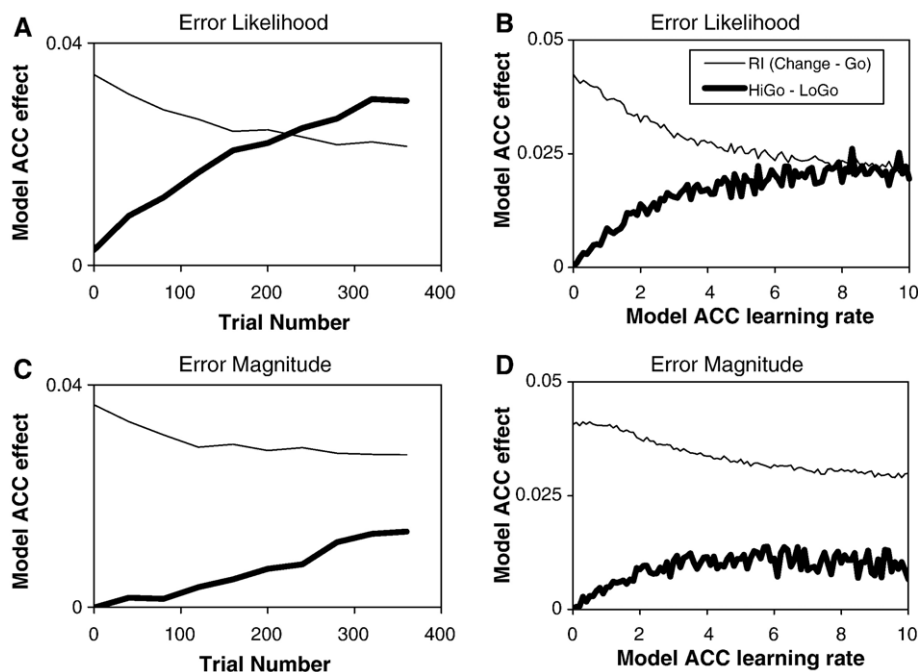 A
Error Likelihood
Model ACC effect
0.04
0
0 100 200 300 400
Trial Number
B
Error Likelihood
Model ACC effect
0.05
0.025
0
RI (Change - Go)
HiGo - LoGo
0 2 4 6 8 10
Model ACC learning rate
C
Error Magnitude
Model ACC effect
0.04
0
0 100 200 300 400
Trial Number
D
Error Magnitude
Model ACC effect
0.05
0.025
0
0 2 4 6 8 10
Model ACC learning rate